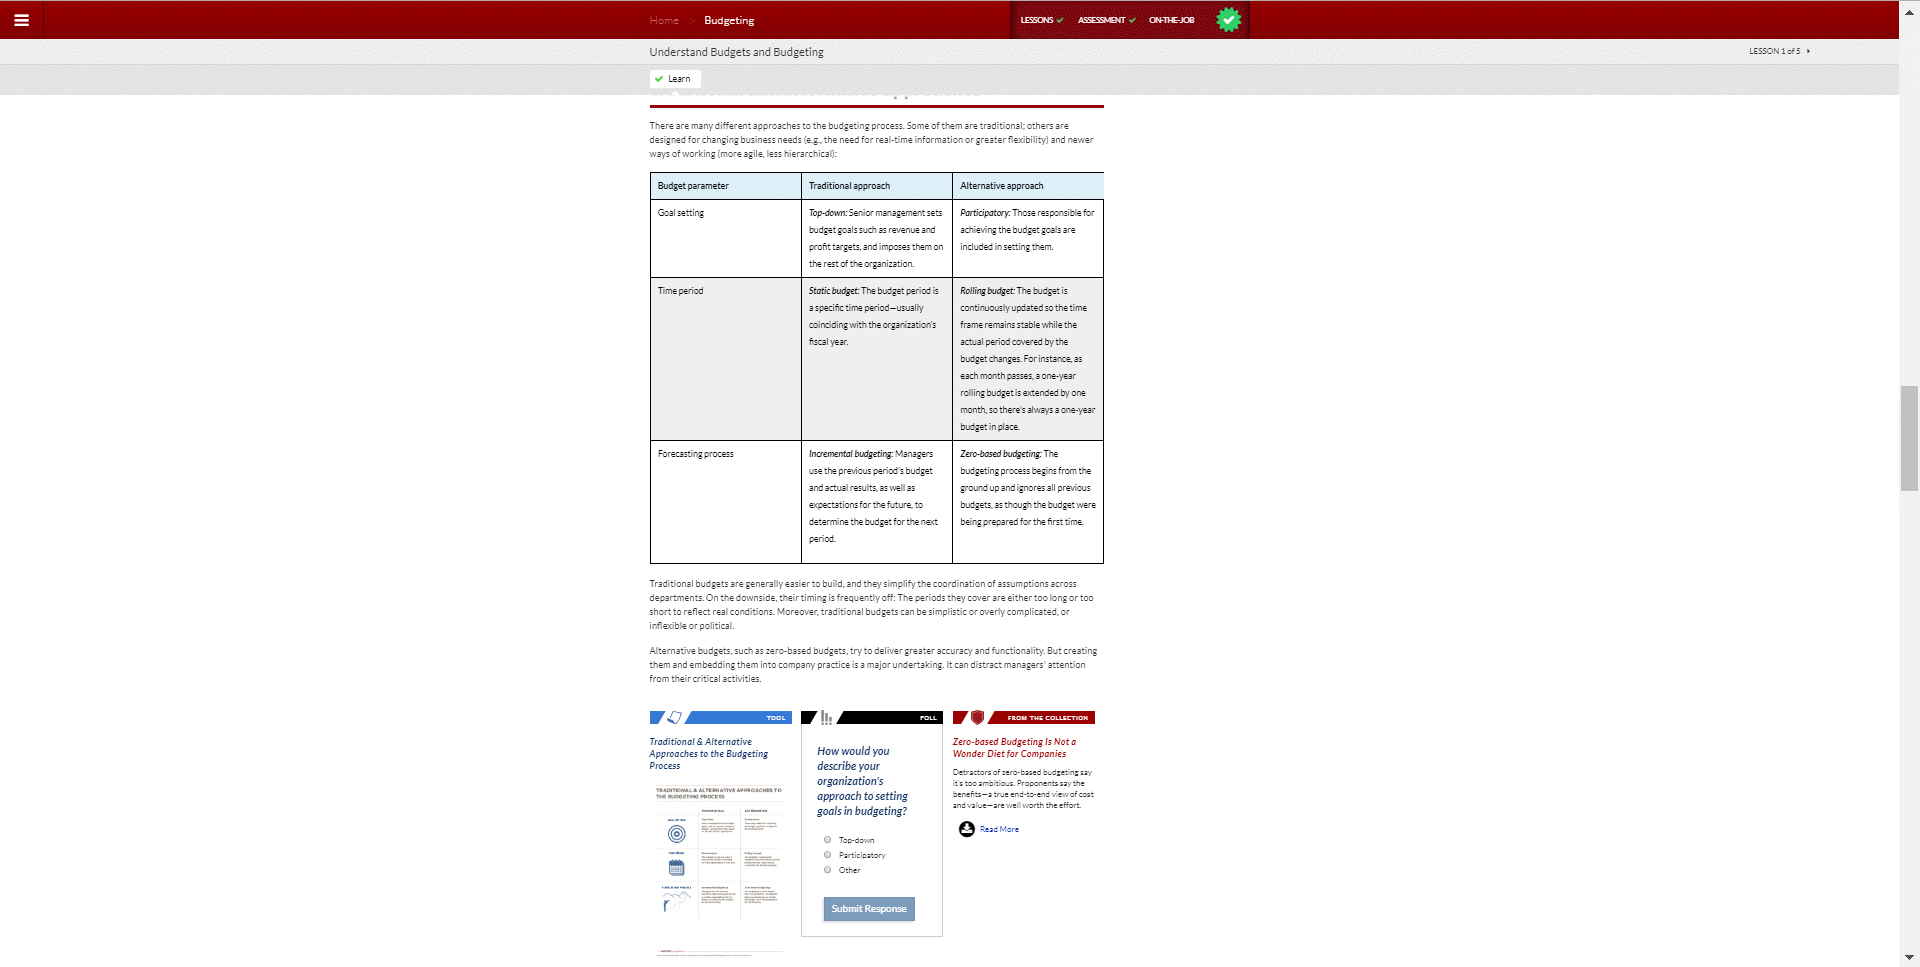 Home > Budgeting
LESSONS
ASSESSMENT
ON-THE-JOB
Understand Budgets and Budgeting
LESSON 1 of 5
Learn
There are many different approaches to the budgeting process. Some of them are traditional; others are
designed for changing business needs (e.g., the need for real-time information or greater flexibility) and newer
ways of working (more agile, less hierarchical):
Budget parameter
Traditional approach
Alternative approach
Goal setting
Top-down: Senior management sets
budget goals such as revenue and
profit targets, and imposes them on
the rest of the organization.
Participatory: Those responsible for
achieving the budget goals are
included in setting them.
Time period
Static budget: The budget period is
a specific time period—usually
coinciding with the organization's
fiscal year.
Rolling budget: The budget is
continuously updated so the time
frame remains stable while the
actual period covered by the
budget changes. For instance, as
each month passes, a one-year
rolling budget is extended by one
month, so there's always a one-year
budget in place.
Forecasting process
Incremental budgeting: Managers
use the previous period's budget
and actual results, as well as
expectations for the future, to
determine the budget for the next
period.
Zero-based budgeting: The
budgeting process begins from the
ground up and ignores all previous
budgets, as though the budget were
being prepared for the first time.
Traditional budgets are generally easier to build, and they simplify the coordination of assumptions across
departments. On the downside, their timing is frequently off: The periods they cover are either too long or too
short to reflect real conditions. Moreover, traditional budgets can be simplistic or overly complicated, or
inflexible or political.
Alternative budgets, such as zero-based budgets, try to deliver greater accuracy and functionality. But creating
them and embedding them into company practice is a major undertaking. It can distract managers' attention
from their critical activities.
TOOL
Traditional & Alternative
Approaches to the Budgeting
Process
TRADITIONAL & ALTERNATIVE APPROACHES TO
THE BUDGETING PROCESS
TRADITIONAL
ALTERNATIVE
POLL
How would you
describe your
organization's
approach to setting
goals in budgeting?
Top-down
Participatory
Other
Submit Response
FROM THE COLLECTION
Zero-based Budgeting Is Not a
Wonder Diet for Companies
Detractors of zero-based budgeting say
it's too ambitious. Proponents say the
benefits—a true end-to-end view of cost
and value—are well worth the effort.
Read More